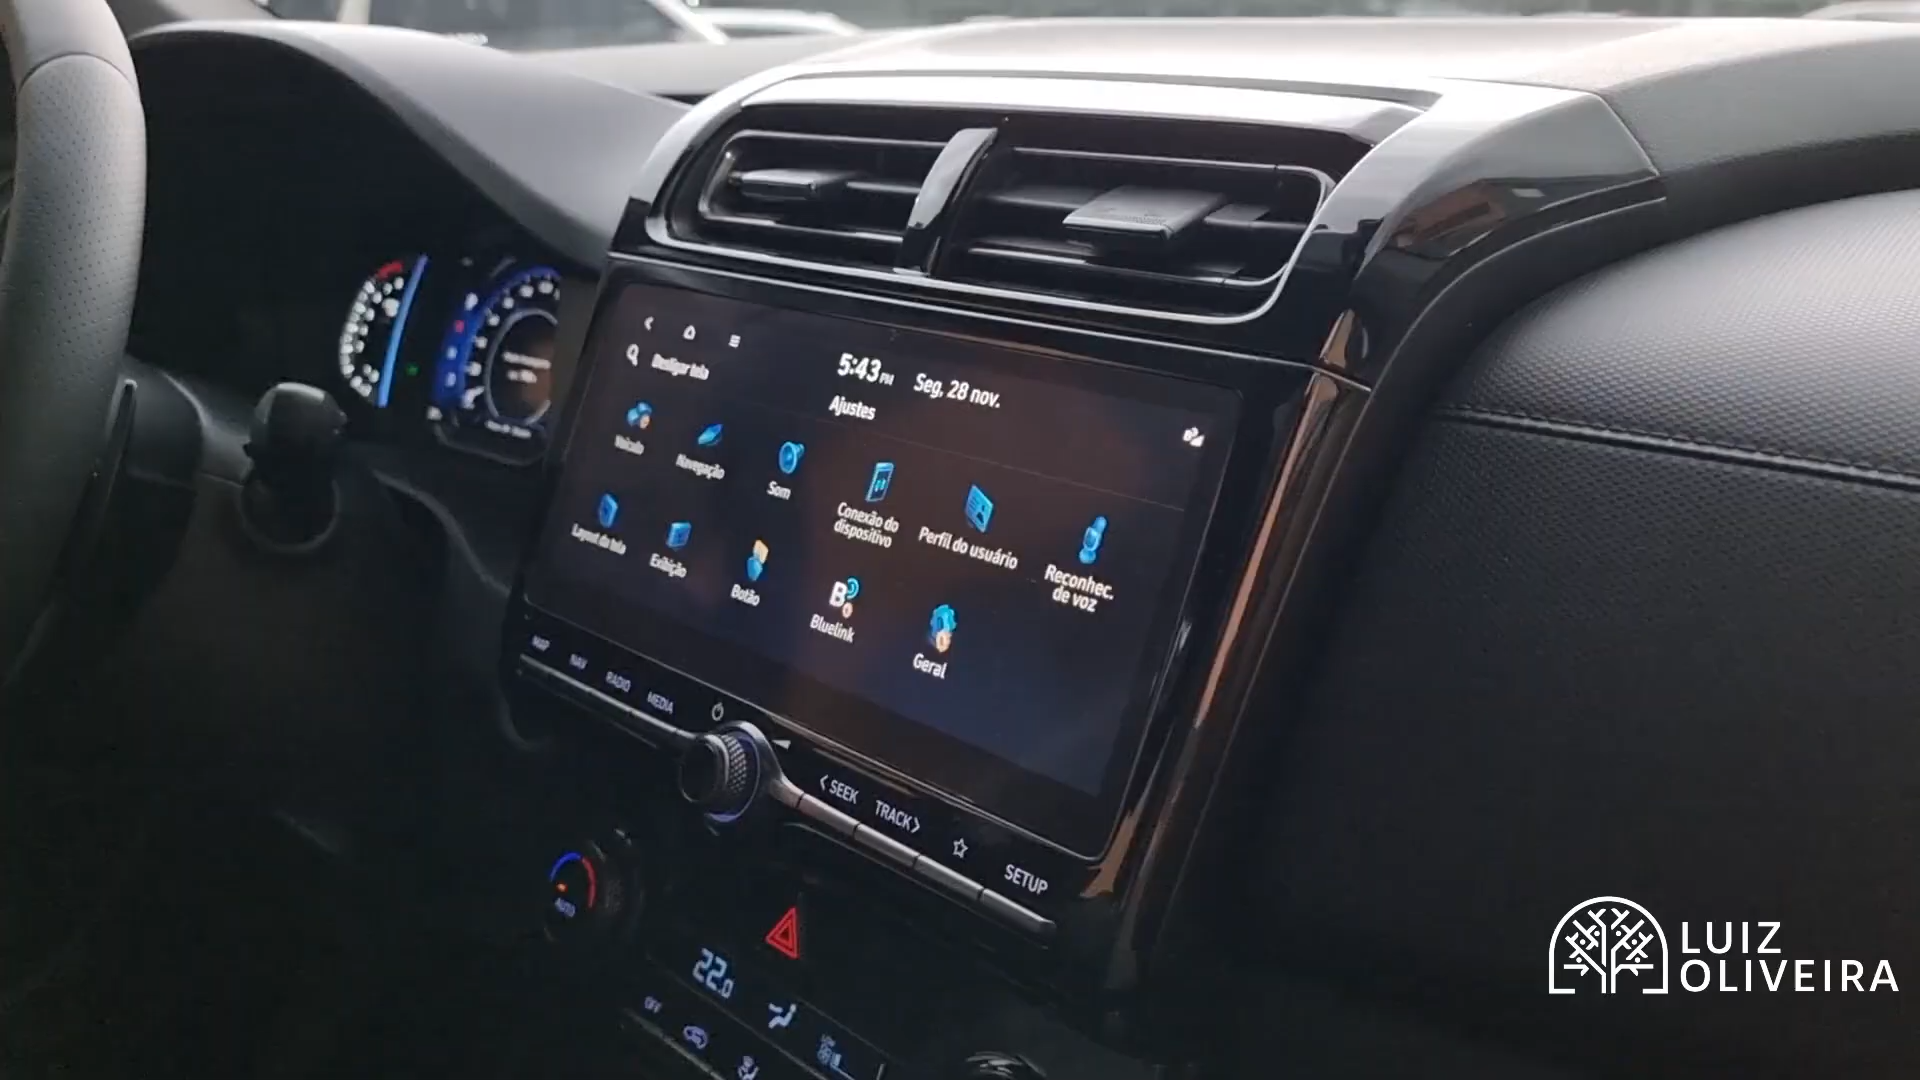 Desligar tela
5:43 PM Seg, 28 nov.
Ajustes
Veículo
Navegação
Som
Conexão do
dispositivo
Perfil do usuário
Reconhec.
de voz
Layout da tela
Exibição
Botão
Bluelink
Geral
MAP
NAV
RADIO
MEDIA
< SEEK
TRACK >
SETUP
AUTO
22.0
OFF
LUIZ
OLIVEIRA